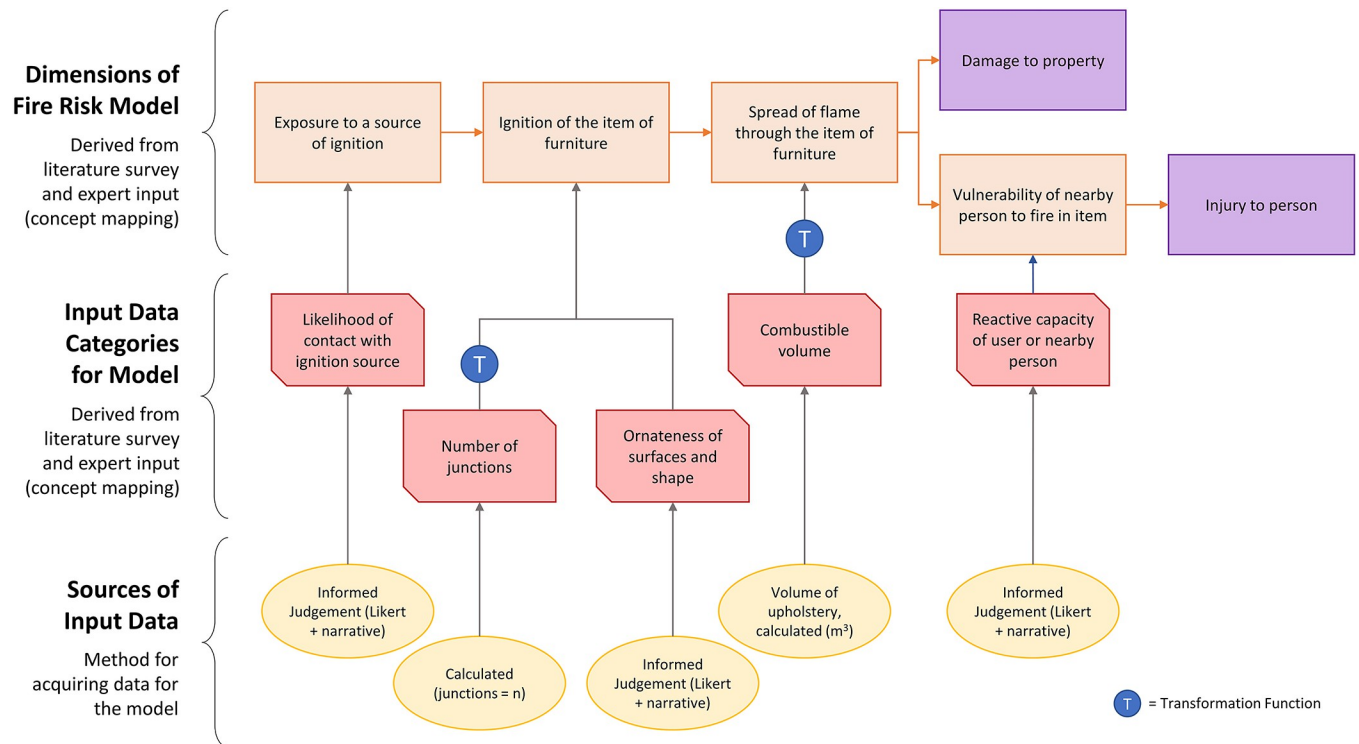 Dimensions of
Fire Risk Model
Derived from
literature survey
and expert input
(concept mapping)
Exposure to a source
of ignition
Ignition of the item of
furniture
Spread of flame
through the item of
furniture
Damage to property
Vulnerability of nearby
person to fire in item
Injury to person
T
Input Data
Categories
for Model
Derived from
literature survey
and expert input
(concept mapping)
Likelihood of
contact with
ignition source
T
Number of
junctions
Ornateness of
surfaces and
shape
Combustible
volume
Reactive capacity
of user or nearby
person
Sources of
Input Data
Method for
acquiring data for
the model
Informed
Judgement (Likert
+ narrative)
Calculated
(junctions = n)
Informed
Judgement (Likert
+ narrative)
Volume of
upholstery,
calculated (m³)
Informed
Judgement (Likert
+ narrative)
T = Transformation Function